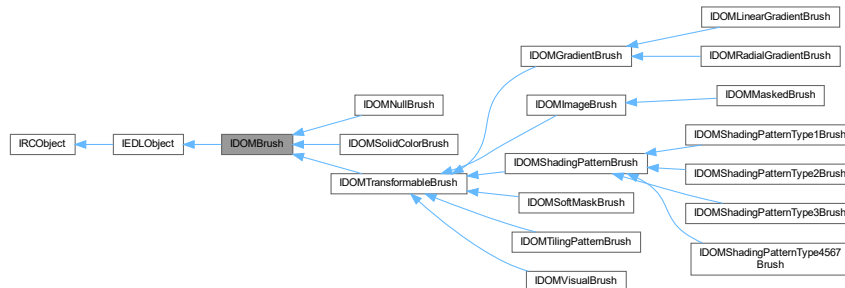 IRCObject
IEDLObject
IDOMBrush
IDOMNullBrush
IDOMSolidColorBrush
IDOMTransformableBrush
IDOMGradientBrush
IDOMLinearGradientBrush
IDOMRadialGradientBrush
IDOMImageBrush
IDOMMaskedBrush
IDOMShadingPatternBrush
IDOMShadingPatternType1Brush
IDOMShadingPatternType2Brush
IDOMShadingPatternType3Brush
IDOMShadingPatternType4567
Brush
IDOMSoftMaskBrush
IDOMTilingPatternBrush
IDOMVisualBrush